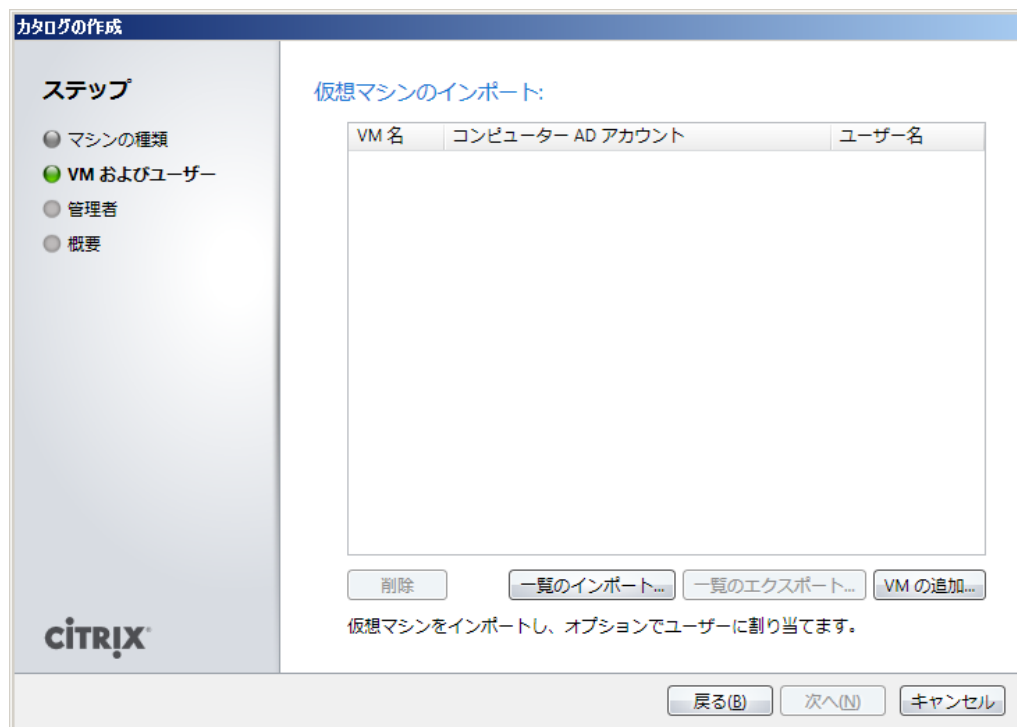 カタログの作成
ステップ
マシンの種類
VM およびユーザー
管理者
概要
CITRIX
仮想マシンのインポート:
VM 名 コンピューター AD アカウント ユーザー名
削除 一覧のインポート... 一覧のエクスポート... VM の追加...
仮想マシンをインポートし、オプションでユーザーに割り当てます。
戻る(B) 次へ(N) キャンセル